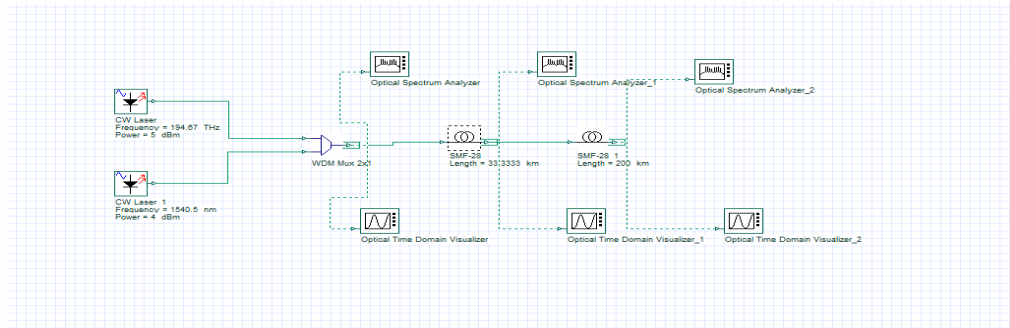 Optical Spectrum Analyzer
Optical Spectrum Analyzer_1
Optical Spectrum Analyzer_2
CW Laser
Frequency = 194.67 THz
Power = 5 dBm
WDM Mux 2x1
SMF-28
Length = 33.3333 km
SMF-28_1
Length = 200 km
CW Laser_1
Frequency = 1540.5 nm
Power = 4 dBm
Optical Time Domain Visualizer
Optical Time Domain Visualizer_1
Optical Time Domain Visualizer_2